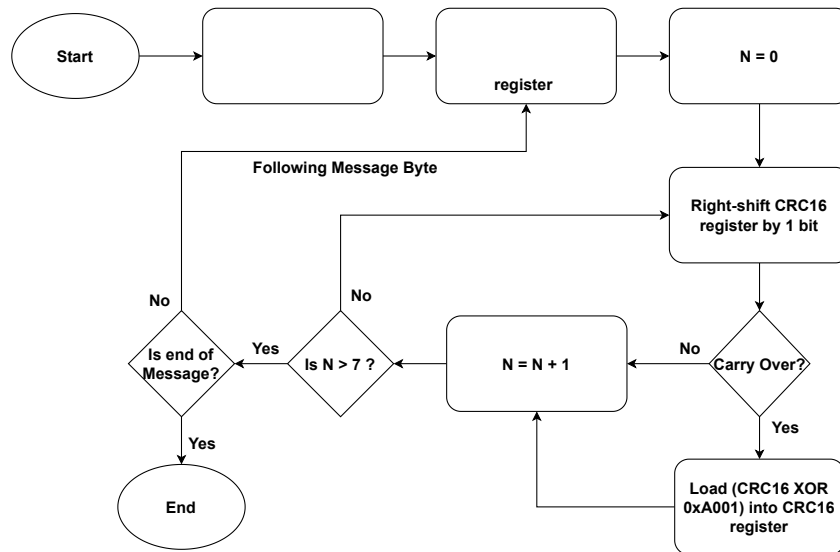 Start
register
N = 0
Following Message Byte
Right-shift CRC16
register by 1 bit
No
No
Is end of
Message?
Yes
Is N > 7 ?
N = N + 1
No
Carry Over?
Yes
Yes
End
Load (CRC16 XOR
0xA001) into CRC16
register